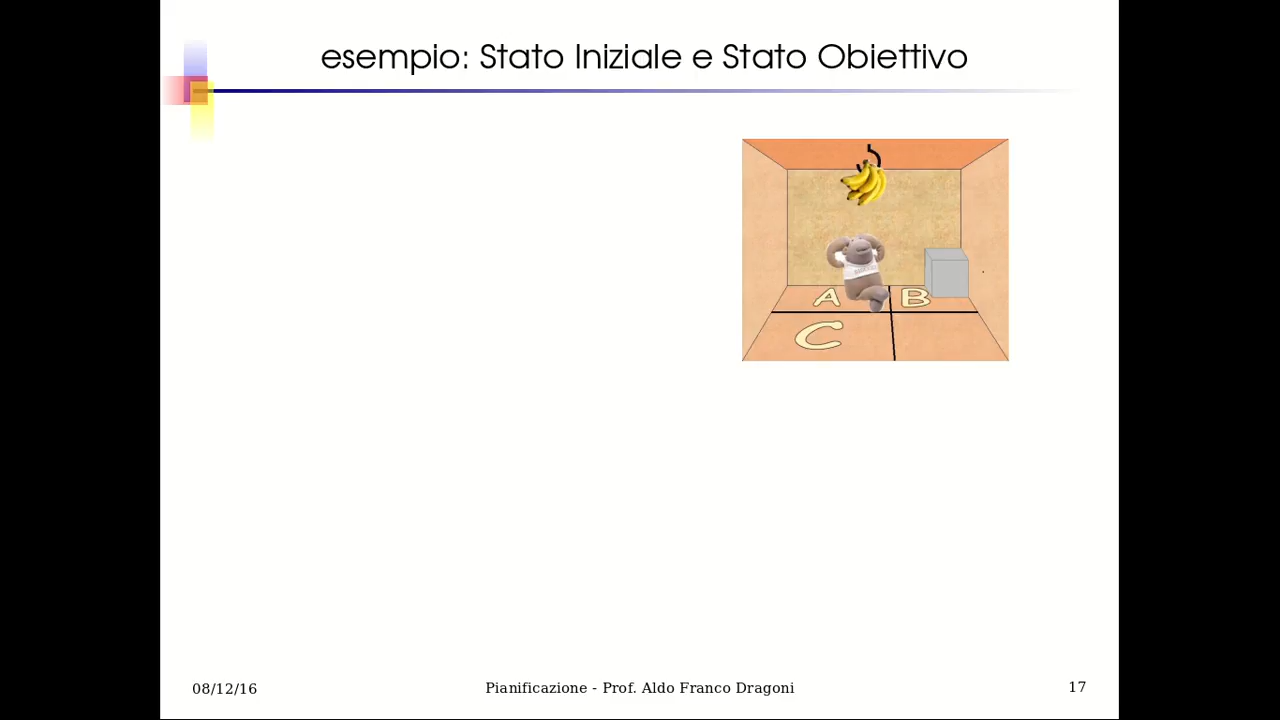 esempio: Stato Iniziale e Stato Obiettivo
A B
C
08/12/16 Pianificazione - Prof. Aldo Franco Dragoni 17